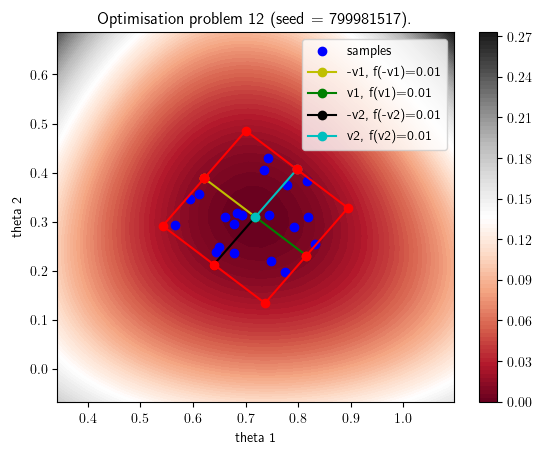 Optimisation problem 12 (seed = 799981517).
samples
-v1, f(-v1)=0.01
v1, f(v1)=0.01
-v2, f(-v2)=0.01
v2, f(v2)=0.01
theta 2
0.6
0.5
0.4
0.3
0.2
0.1
0.0
0.4 0.5 0.6 0.7 0.8 0.9 1.0
theta 1
0.27
0.24
0.21
0.18
0.15
0.12
0.09
0.06
0.03
0.00